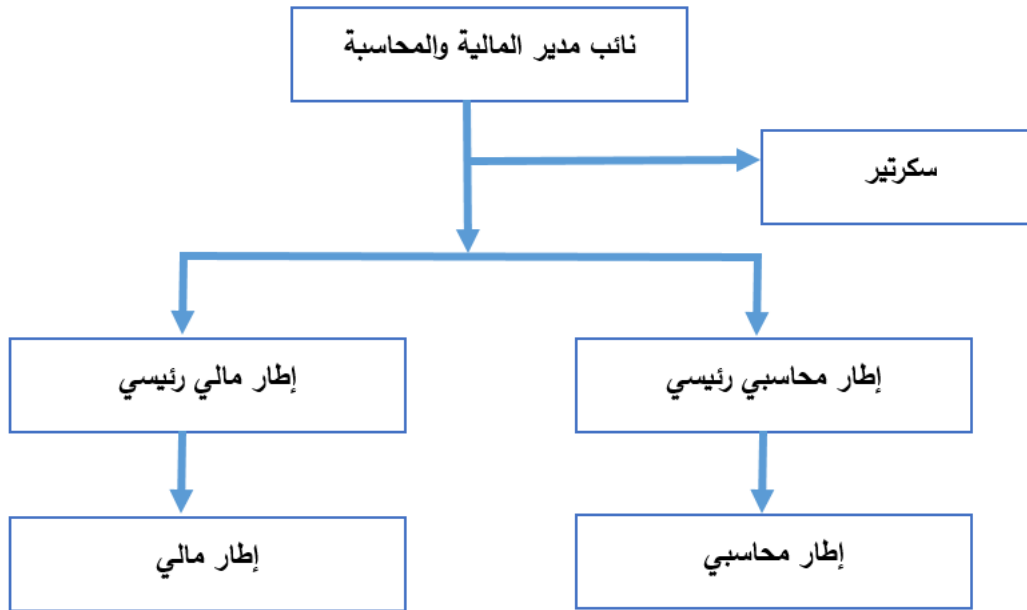 نائب مدير المالية والمحاسبة
سكرتير
إطار محاسبي رئيسي
إطار مالي رئيسي
إطار محاسبي
إطار مالي